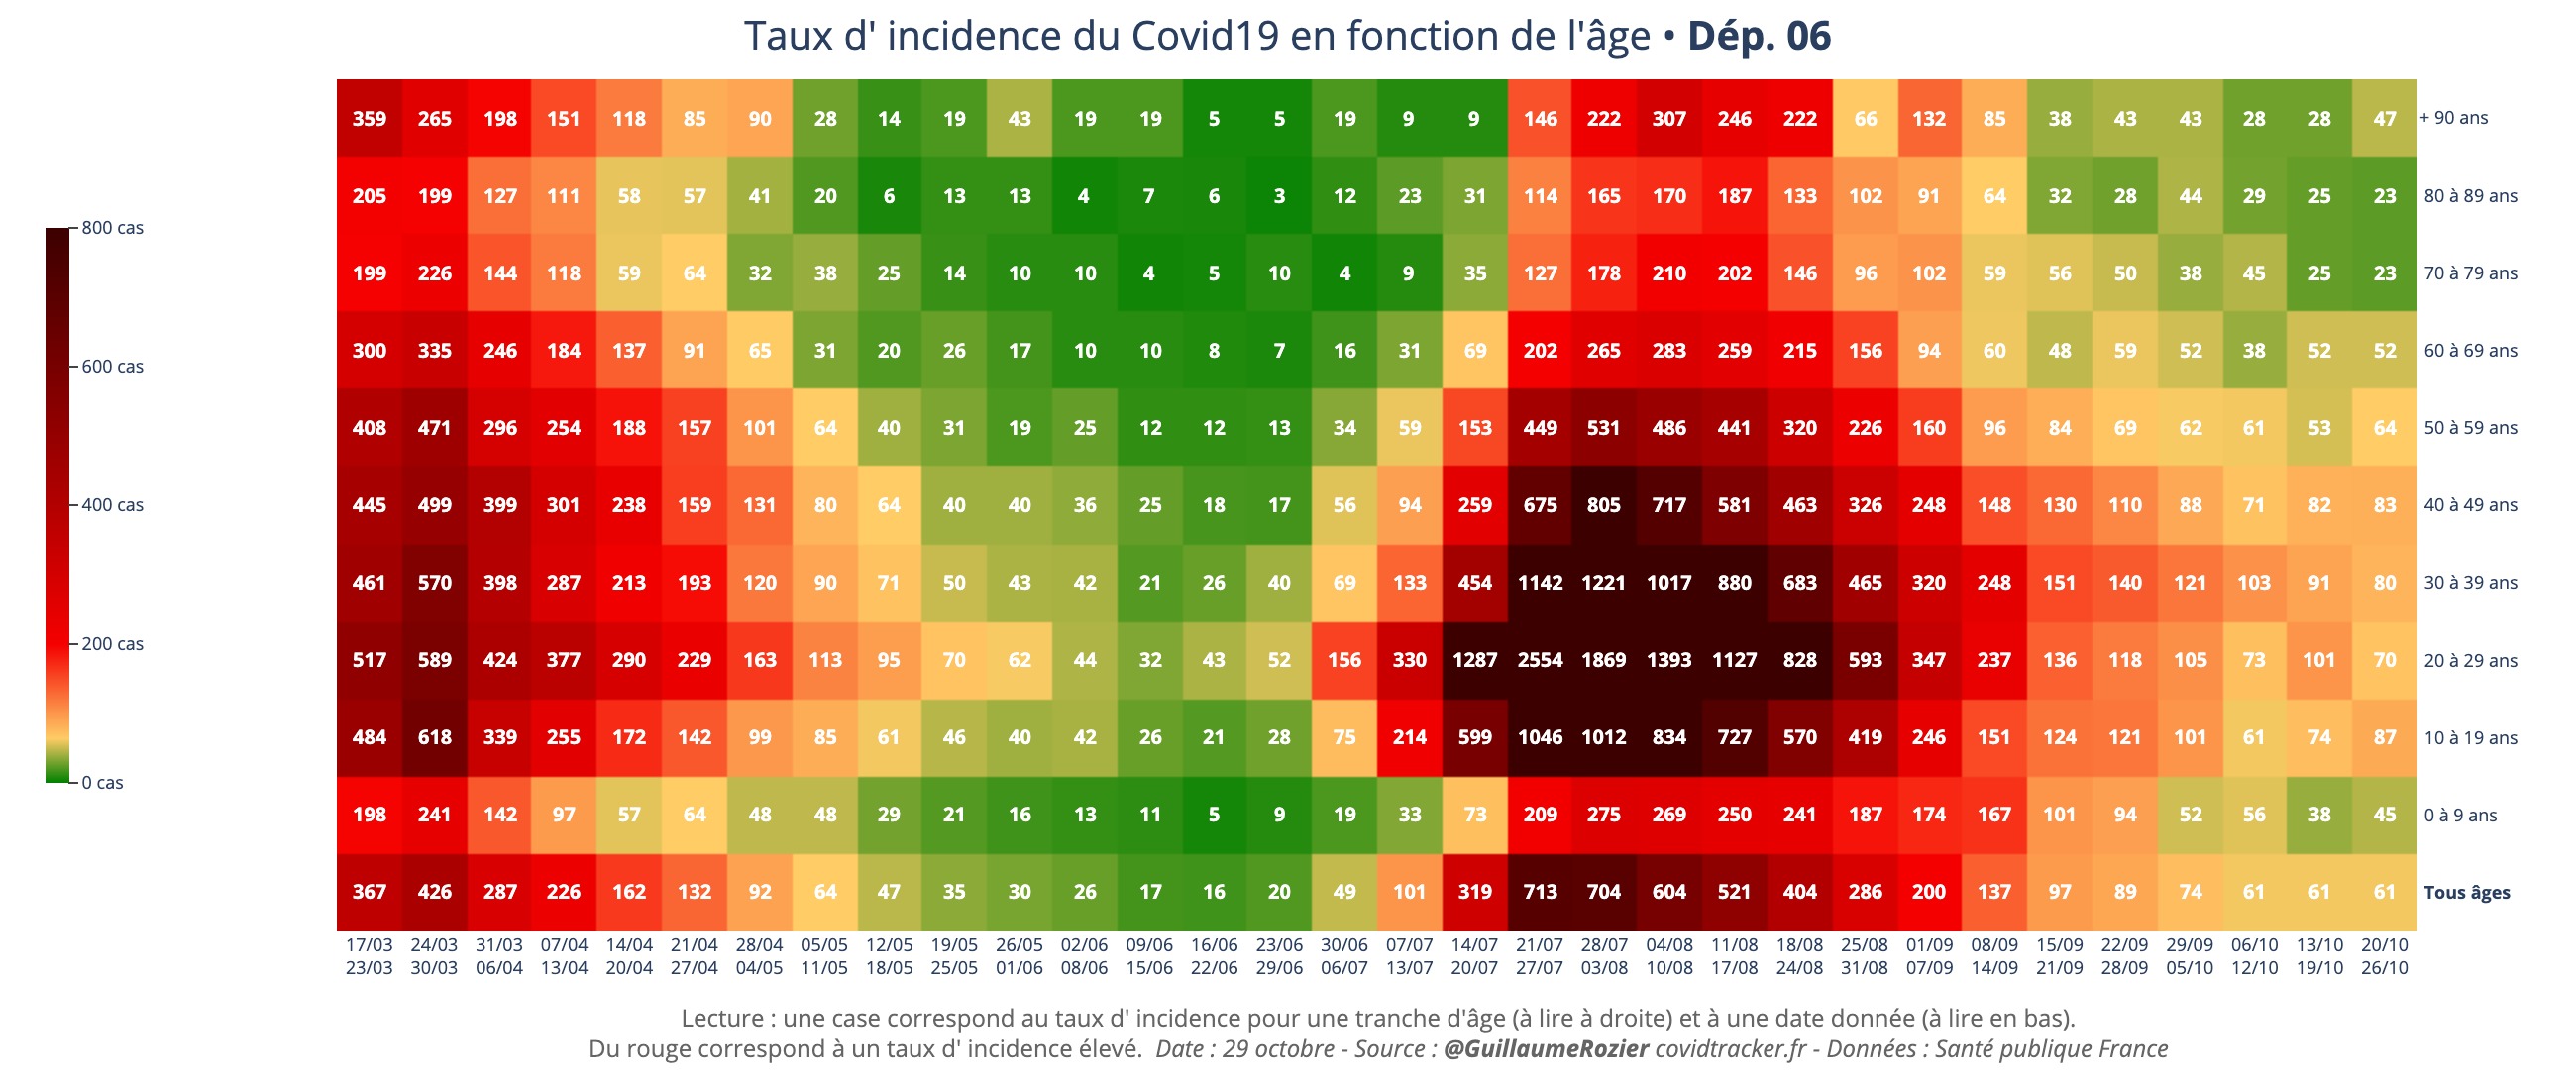 Taux d' incidence du Covid19 en fonction de l'âge • Dép. 06
800 cas
600 cas
400 cas
200 cas
0 cas
359 265 198 151 118 85 90 28 14 19 43 19 19 5 5 19 9 9 146 222 307 246 222 66 132 85 38 43 43 28 28 47 + 90 ans
205 199 127 111 58 57 41 20 6 13 13 4 7 6 3 12 23 31 114 165 170 187 133 102 91 64 32 28 44 29 25 23 80 à 89 ans
199 226 144 118 59 64 32 38 25 14 10 10 4 5 10 4 9 35 127 178 210 202 146 96 102 59 56 50 38 45 25 23 70 à 79 ans
300 335 246 184 137 91 65 31 20 26 17 10 10 8 7 16 31 69 202 265 283 259 215 156 94 60 48 59 52 38 52 52 60 à 69 ans
408 471 296 254 188 157 101 64 40 31 19 25 12 12 13 34 59 153 449 531 486 441 320 226 160 96 84 69 62 61 53 64 50 à 59 ans
445 499 399 301 238 159 131 80 64 40 40 36 25 18 17 56 94 259 675 805 717 581 463 326 248 148 130 110 88 71 82 83 40 à 49 ans
461 570 398 287 213 193 120 90 71 50 43 42 21 26 40 69 133 454 1142 1221 1017 880 683 465 320 248 151 140 121 103 91 80 30 à 39 ans
517 589 424 377 290 229 163 113 95 70 62 44 32 43 52 156 330 1287 2554 1869 1393 1127 828 593 347 237 136 118 105 73 101 70 20 à 29 ans
484 618 339 255 172 142 99 85 61 46 40 42 26 21 28 75 214 599 1046 1012 834 727 570 419 246 151 124 121 101 61 74 87 10 à 19 ans
198 241 142 97 57 64 48 48 29 21 16 13 11 5 9 19 33 73 209 275 269 250 241 187 174 167 101 94 52 56 38 45 0 à 9 ans
367 426 287 226 162 132 92 64 47 35 30 26 17 16 20 49 101 319 713 704 604 521 404 286 200 137 97 89 74 61 61 61 Tous âges
17/03 24/03 31/03 07/04 14/04 21/04 28/04 05/05 12/05 19/05 26/05 02/06 09/06 16/06 23/06 30/06 07/07 14/07 21/07 28/07 04/08 11/08 18/08 25/08 01/09 08/09 15/09 22/09 29/09 06/10 13/10 20/10
23/03 30/03 06/04 13/04 20/04 27/04 04/05 11/05 18/05 25/05 01/06 08/06 15/06 22/06 29/06 06/07 13/07 20/07 27/07 03/08 10/08 17/08 24/08 31/08 07/09 14/09 21/09 28/09 05/10 12/10 19/10 26/10
Lecture : une case correspond au taux d' incidence pour une tranche d'âge (à lire à droite) et à une date donnée (à lire en bas).
Du rouge correspond à un taux d' incidence élevé. Date : 29 octobre - Source : @GuillaumeRozier covidtracker.fr - Données : Santé publique France